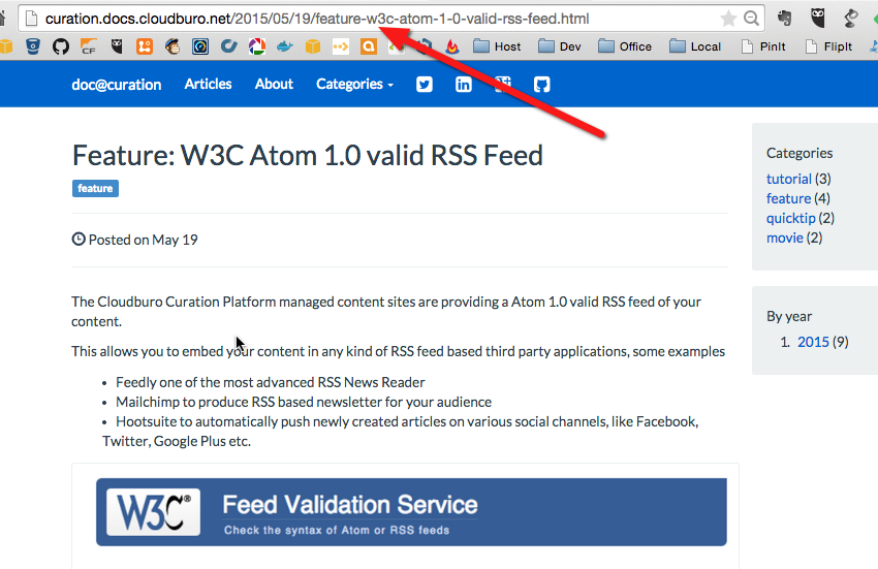 curation.docs.cloudburo.net/2015/05/19/feature-w3c-atom-1-0-valid-rss-feed.html
CF Host Dev Office Local PinIt FlipIt
doc@curation Articles About Categories
Feature: W3C Atom 1.0 valid RSS Feed
feature
Posted on May 19
The Cloudburo Curation Platform managed content sites are providing a Atom 1.0 valid RSS feed of your
content.
This allows you to embed your content in any kind of RSS feed based third party applications, some examples
• Feedly one of the most advanced RSS News Reader
• Mailchimp to produce RSS based newsletter for your audience
• Hootsuite to automatically push newly created articles on various social channels, like Facebook,
Twitter, Google Plus etc.
W3C®
Feed Validation Service
Check the syntax of Atom or RSS feeds
Categories
tutorial (3)
feature (4)
quicktip (2)
movie (2)
By year
1. 2015 (9)